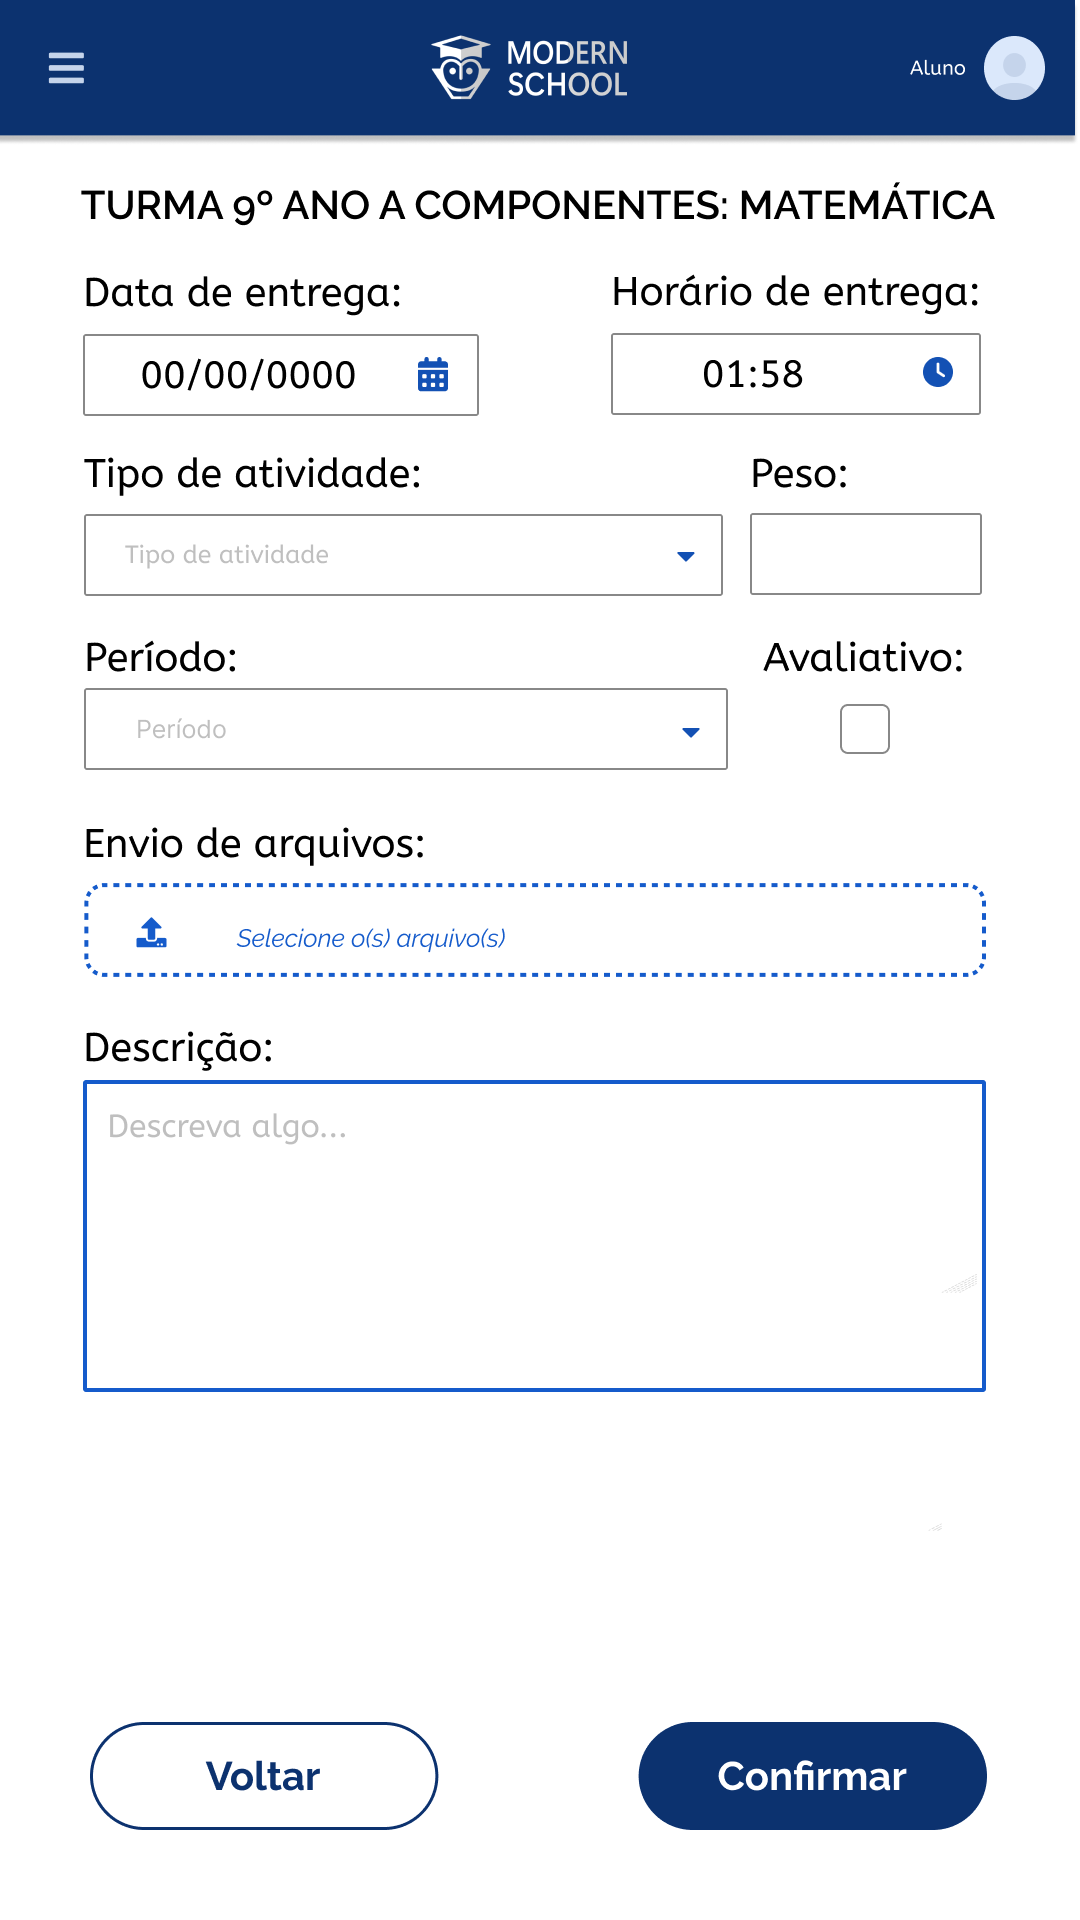 MODERN
SCHOOL
Aluno
TURMA 9º ANO A COMPONENTES: MATEMÁTICA
Data de entrega:
Horário de entrega:
00/00/0000
01:58
Tipo de atividade:
Peso:
Tipo de atividade
Período:
Avaliativo:
Período
Envio de arquivos:
Selecione o(s) arquivo(s)
Descrição:
Descreva algo...
Voltar
Confirmar